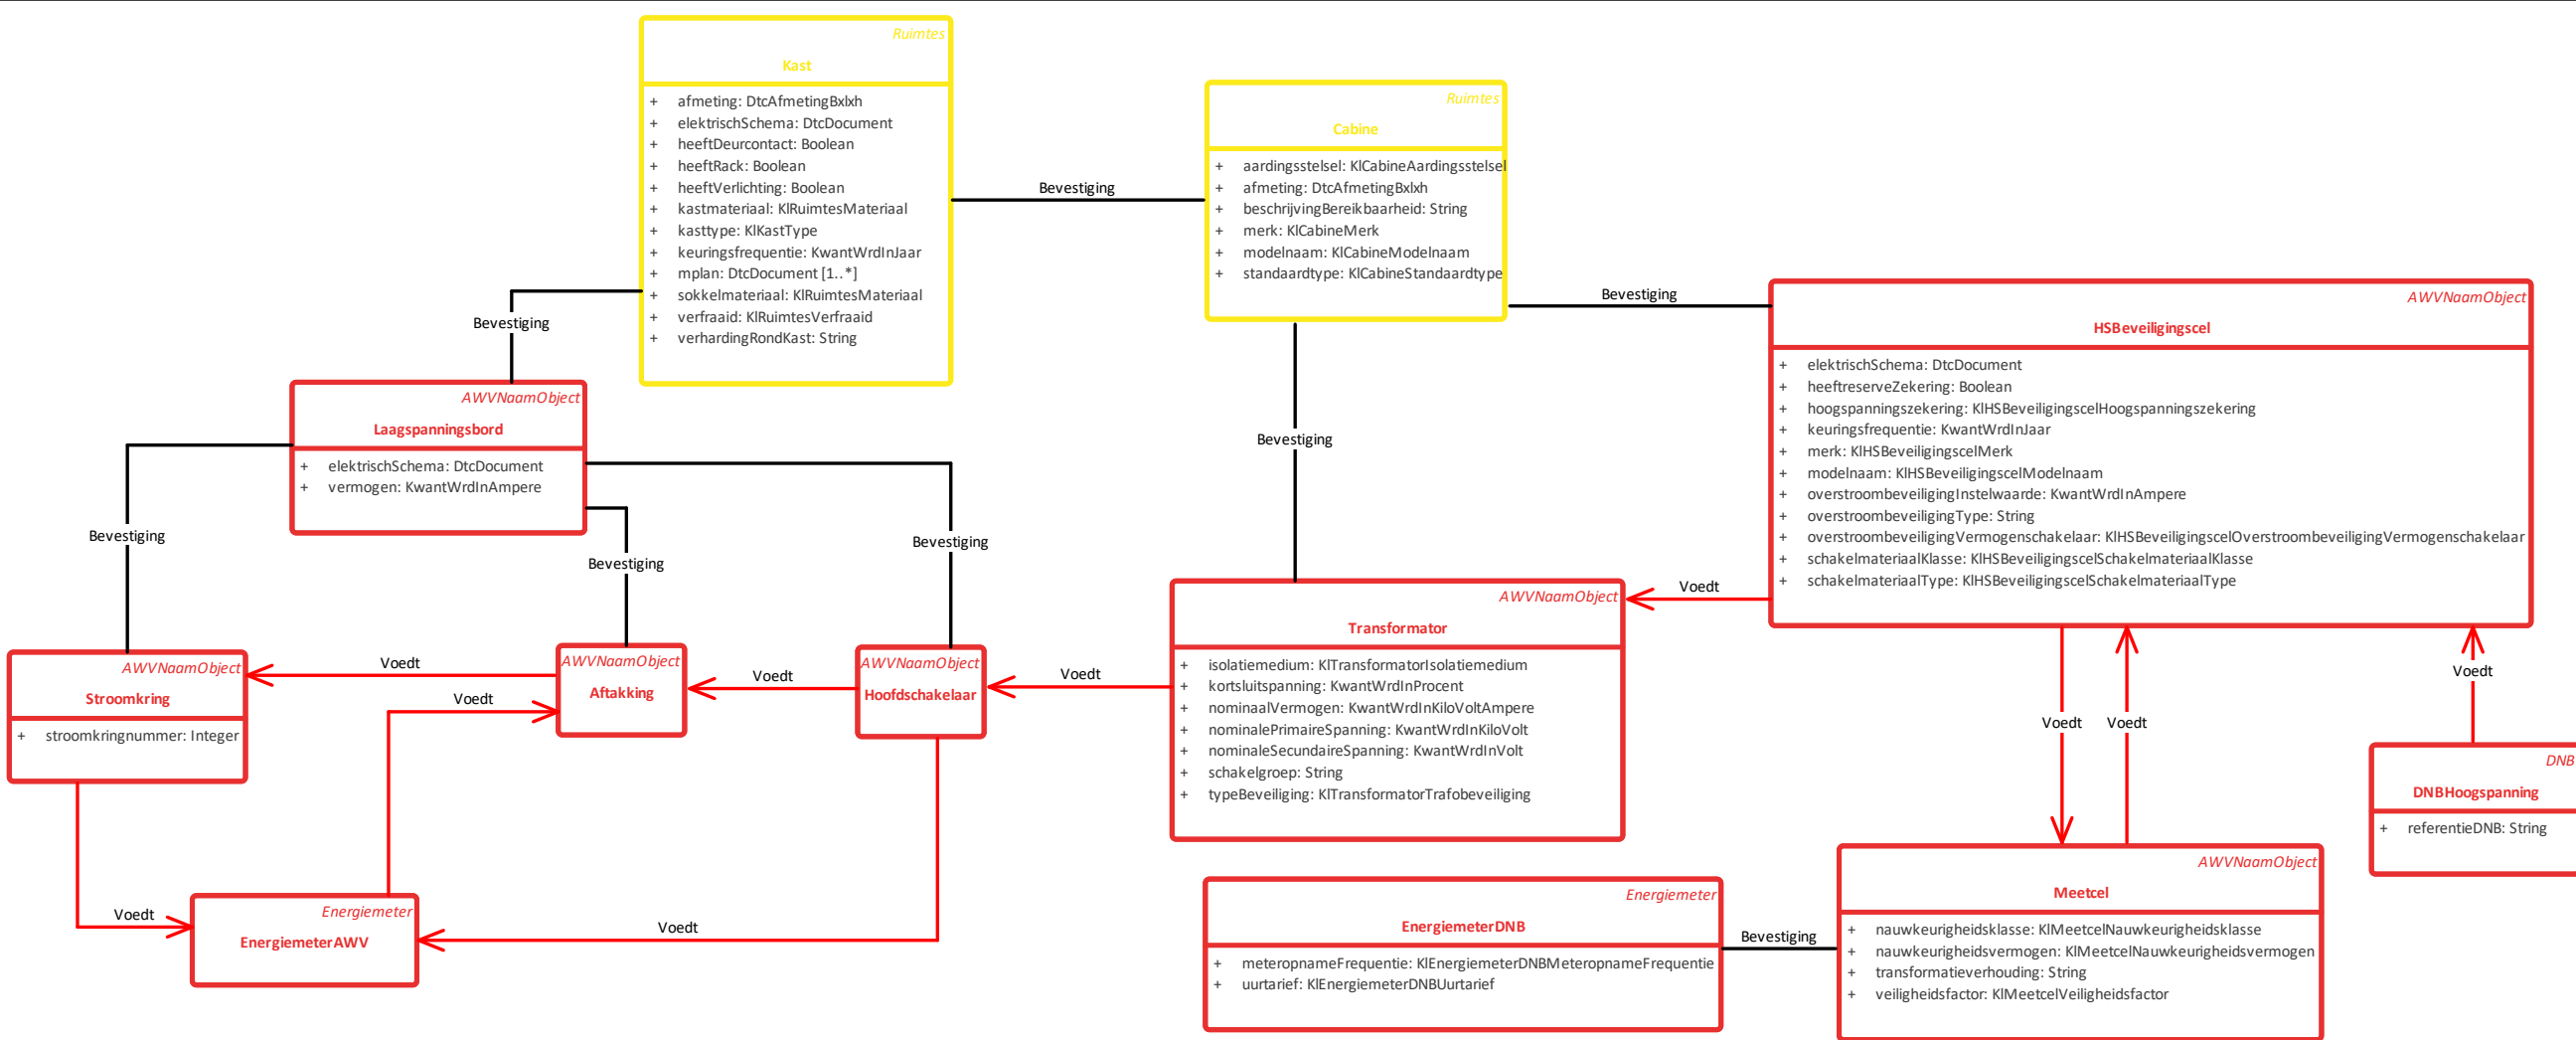 Ruimtes
Kast
+ afmeting: DtcAfmetingBxlxh
+ elektrischSchema: DtcDocument
+ heeftDeurcontact: Boolean
+ heeftRack: Boolean
+ heeftVerlichting: Boolean
+ kastmateriaal: KlRuimtesMateriaal
+ kasttype: KlKastType
+ keuringsfrequentie: KwantWrdInJaar
+ mplan: DtcDocument [1..*]
+ sokkelmateriaal: KlRuimtesMateriaal
+ verfraaid: KlRuimtesVerfraaid
+ verhardingRondKast: String
Bevestiging
Ruimtes
Cabine
+ aardingsstelsel: KlCabineAardingsstelsel
+ afmeting: DtcAfmetingBxlxh
+ beschrijvingBereikbaarheid: String
+ merk: KlCabineMerk
+ modelnaam: KlCabineModelnaam
+ standaardtype: KlCabineStandaardtype
Bevestiging
AWVNaamObject
HSBeveiligingscel
+ elektrischSchema: DtcDocument
+ heeftreserveZekering: Boolean
+ hoogspanningszekering: KlHSBeveiligingscelHoogspanningszekering
+ keuringsfrequentie: KwantWrdInJaar
+ merk: KlHSBeveiligingscelMerk
+ modelnaam: KlHSBeveiligingscelModelnaam
+ overstroombeveiligingInstelwaarde: KwantWrdInAmpere
+ overstroombeveiligingType: String
+ overstroombeveiligingVermogenschakelaar: KlHSBeveiligingscelOverstroombeveiligingVermogenschakelaar
+ schakelmateriaalKlasse: KlHSBeveiligingscelSchakelmateriaalKlasse
+ schakelmateriaalType: KlHSBeveiligingscelSchakelmateriaalType
Bevestiging
AWVNaamObject
Laagspanningsbord
+ elektrischSchema: DtcDocument
+ vermogen: KwantWrdInAmpere
Bevestiging
Bevestiging
Bevestiging
Bevestiging
AWVNaamObject
Stroomkring
+ stroomkringnummer: Integer
Voedt
Voedt
AWVNaamObject
Aftakking
Voedt
AWVNaamObject
Hoofdschakelaar
Voedt
AWVNaamObject
Transformator
+ isolatiemedium: KlTransformatorIsolatiemedium
+ kortsluitspanning: KwantWrdInProcent
+ nominaalVermogen: KwantWrdInKiloVoltAmpere
+ nominalePrimaireSpanning: KwantWrdInKiloVolt
+ nominaleSecundaireSpanning: KwantWrdInVolt
+ schakelgroep: String
+ typeBeveiliging: KlTransformatorTrafobeveiliging
Voedt
Voedt
Voedt
Voedt
DNB
DNBHoogspanning
+ referentieDNB: String
Voedt
Energiemeter
EnergiemeterAWV
Voedt
Energiemeter
EnergiemeterDNB
+ meteropnameFrequentie: KlEnergiemeterDNBMeteropnameFrequentie
+ uurtarief: KlEnergiemeterDNBUurtarief
Bevestiging
AWVNaamObject
Meetcel
+ nauwkeurigheidsklasse: KlMeetcelNauwkeurigheidsklasse
+ nauwkeurigheidsvermogen: KlMeetcelNauwkeurigheidsvermogen
+ transformatieverhouding: String
+ veiligheidsfactor: KlMeetcelVeiligheidsfactor